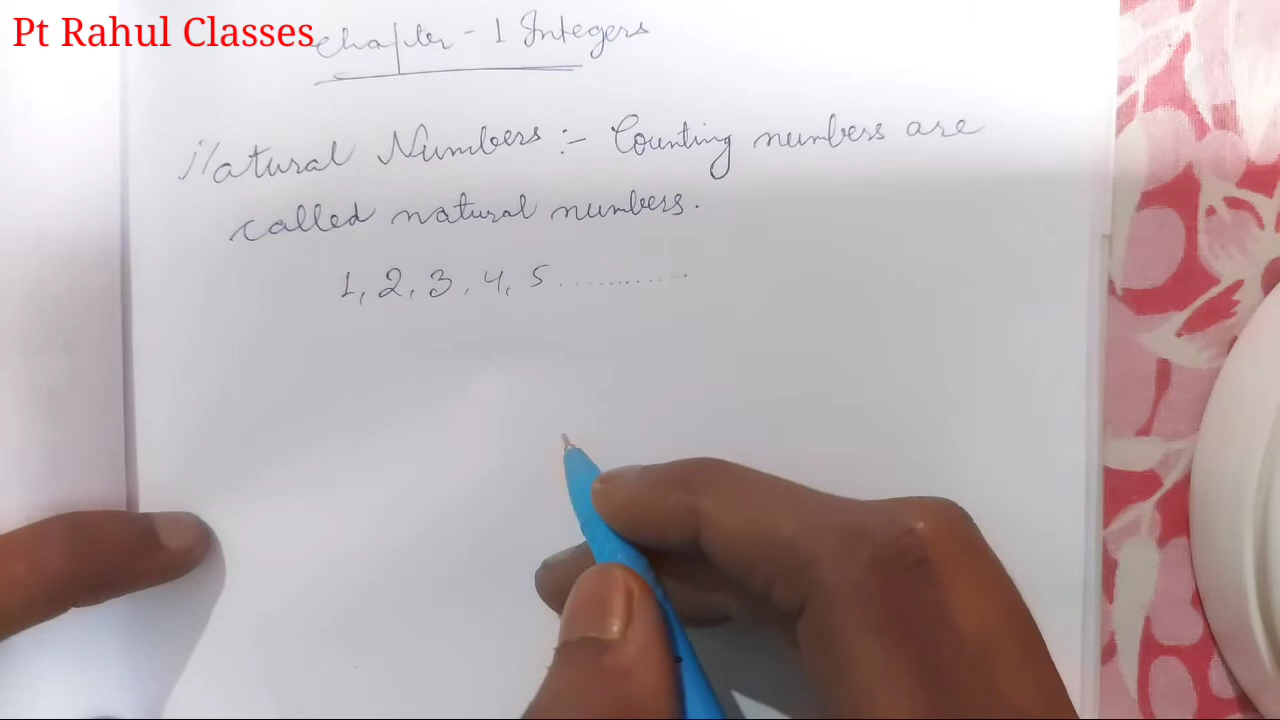 Pt Rahul Classes
Chapter - 1 Integers
Natural Numbers :- Counting numbers are
called natural numbers.
1, 2, 3, 4, 5 ............